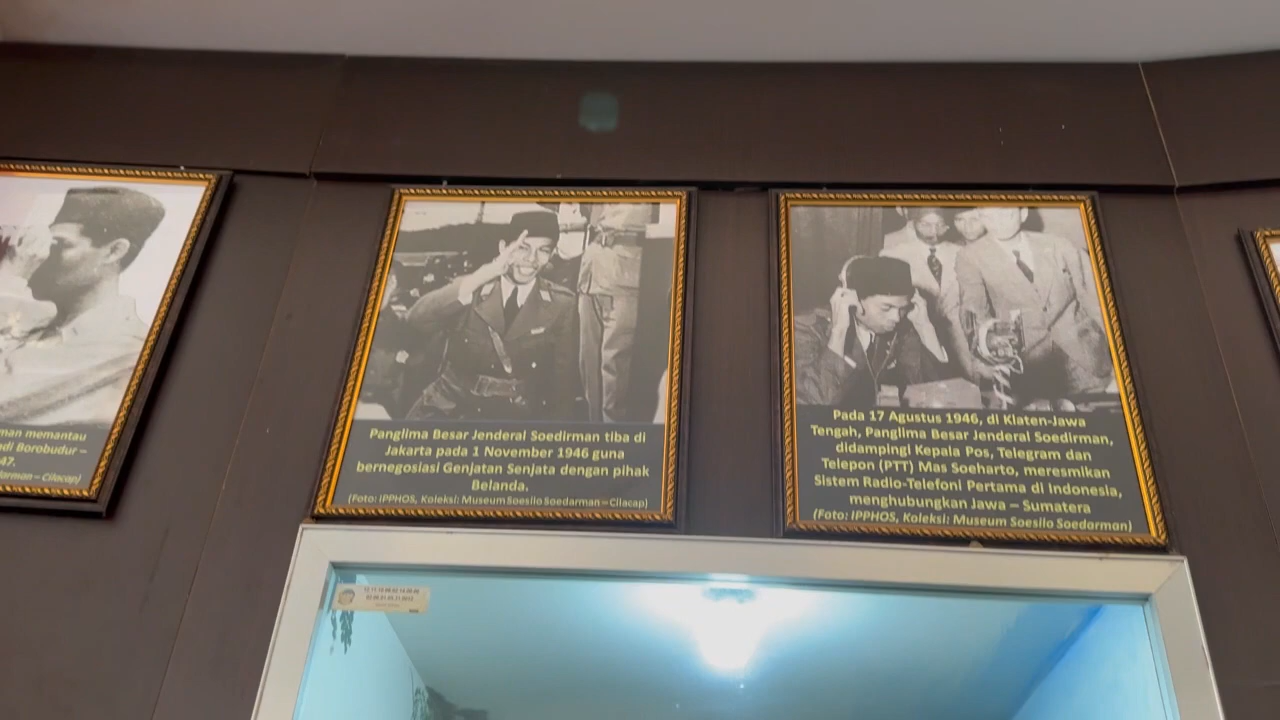 man memantau
di Borobudur –
47.
darman – Cilacap)
Panglima Besar Jenderal Soedirman tiba di
Jakarta pada 1 November 1946 guna
bernegosiasi Genjatan Senjata dengan pihak
Belanda.
(Foto: IPPHOS, Koleksi: Museum Soesilo Soedarman – Cilacap)
Pada 17 Agustus 1946, di Klaten-Jawa
Tengah, Panglima Besar Jenderal Soedirman,
didampingi Kepala Pos, Telegram dan
Telepon (PTT) Mas Soeharto, meresmikan
Sistem Radio-Telefoni Pertama di Indonesia,
menghubungkan Jawa – Sumatera
(Foto: IPPHOS, Koleksi: Museum Soesilo Soedarman)